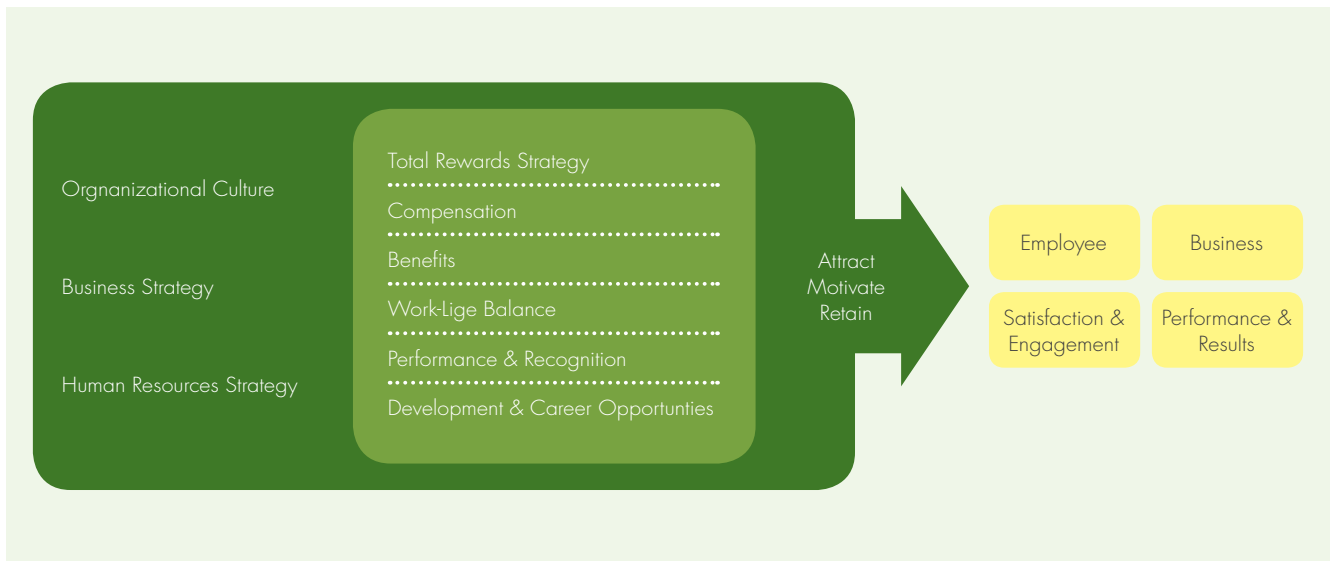 Orgnanizational Culture
Business Strategy
Human Resources Strategy
Total Rewards Strategy
Compensation
Benefits
Work-Lige Balance
Performance & Recognition
Development & Career Opportunties
Attract
Motivate
Retain
Employee
Business
Satisfaction &
Engagement
Performance &
Results